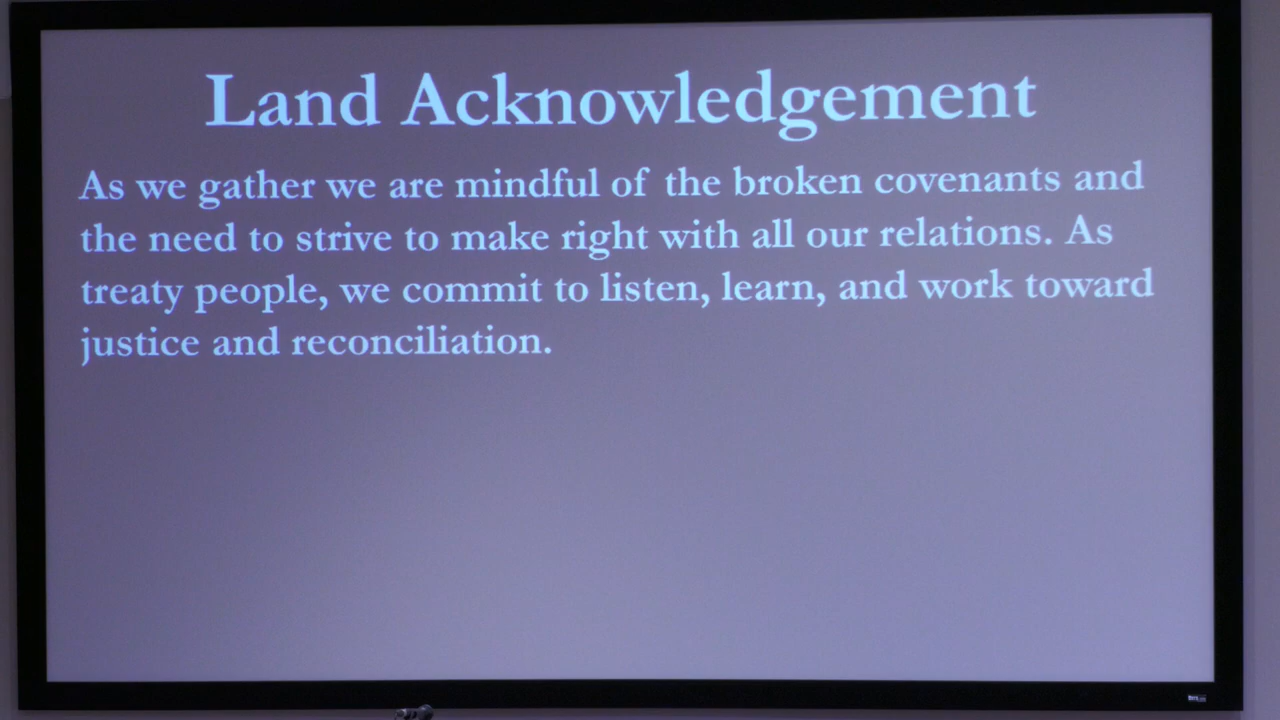 Land Acknowledgement
As we gather we are mindful of the broken covenants and
the need to strive to make right with all our relations. As
treaty people, we commit to listen, learn, and work toward
justice and reconciliation.